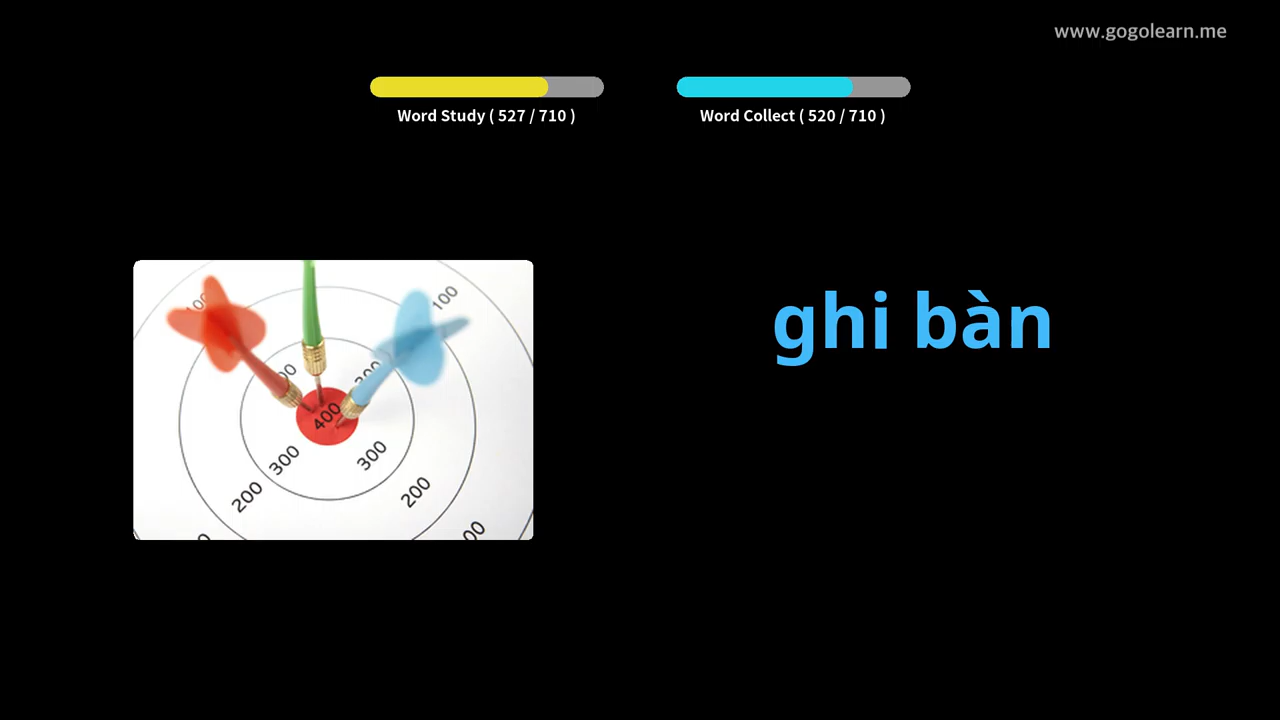 www.gogolearn.me
Word Study ( 527 / 710 )
Word Collect ( 520 / 710 )
ghi bàn
100
100
200
400
300
300
200
200